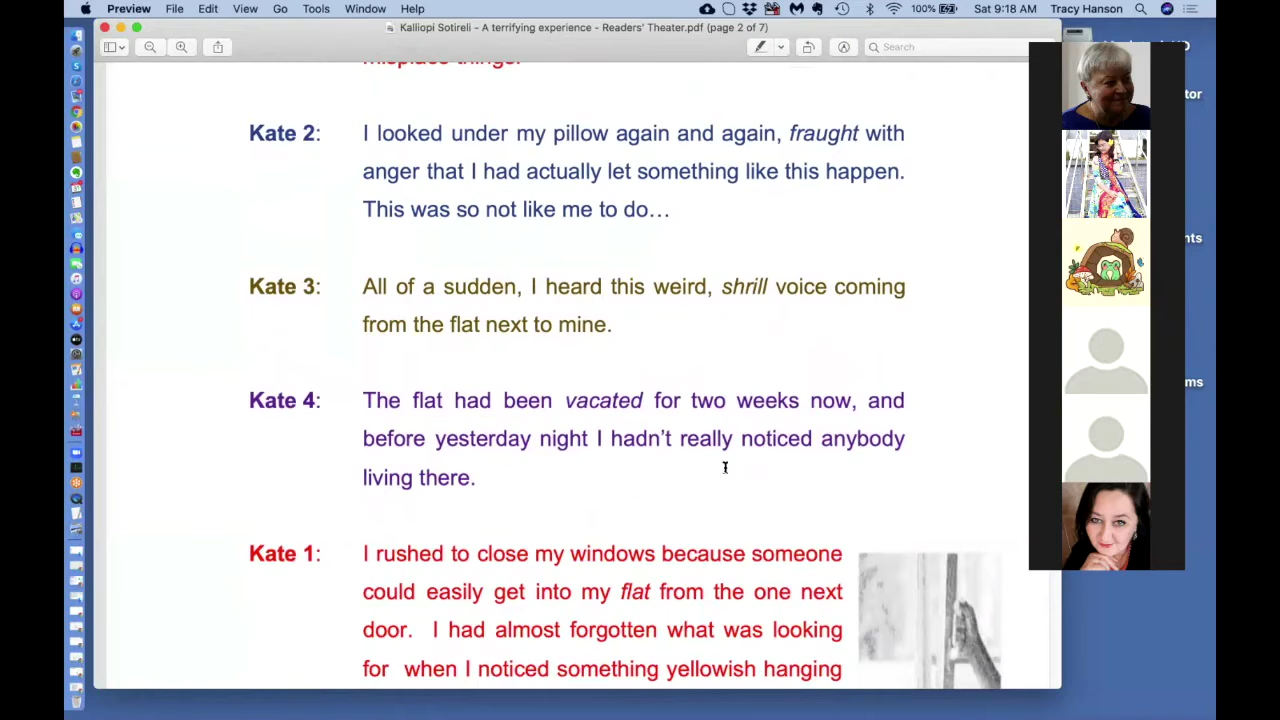 Preview File Edit View Go Tools Window Help 100% Sat 9:18 AM Tracy Hanson
Kalliopi Sotireli - A terrifying experience - Readers' Theater.pdf (page 2 of 7)
Search
misplace things.
Kate 2: I looked under my pillow again and again, fraught with
anger that I had actually let something like this happen.
This was so not like me to do…
Kate 3: All of a sudden, I heard this weird, shrill voice coming
from the flat next to mine.
Kate 4: The flat had been vacated for two weeks now, and
before yesterday night I hadn't really noticed anybody
living there.
Kate 1: I rushed to close my windows because someone
could easily get into my flat from the one next
door. I had almost forgotten what was looking
for when I noticed something yellowish hanging
HD
tor
nts
ms